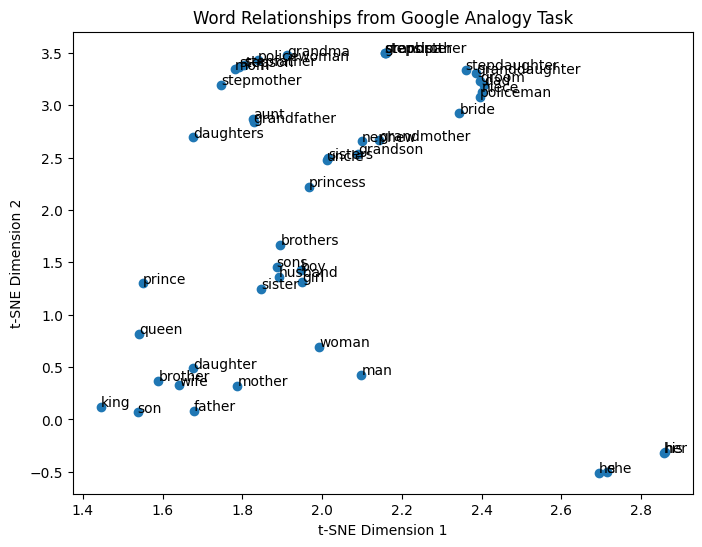 Word Relationships from Google Analogy Task
grandma
policewoman
stepfather
mom
stepmother
stepdaughter
granddaughter
groom
dad
niece
policeman
bride
aunt
grandfather
daughters
nephew
grandmother
grandson
sisters
uncle
princess
brothers
sons
boy
husband
girl
sister
prince
queen
woman
man
daughter
brother
wife
mother
king
son
father
his
her
he
she
3.5
3.0
2.5
2.0
1.5
1.0
0.5
0.0
−0.5
t-SNE Dimension 2
1.4 1.6 1.8 2.0 2.2 2.4 2.6 2.8
t-SNE Dimension 1